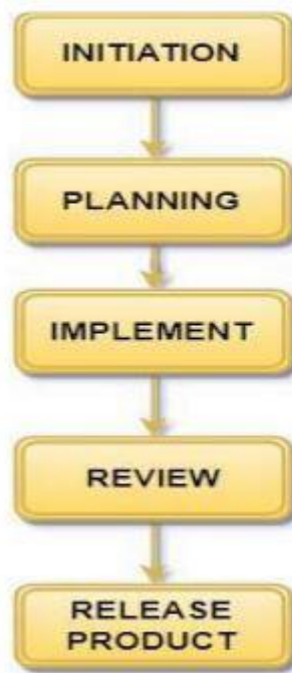 INITIATION
PLANNING
IMPLEMENT
REVIEW
RELEASE
PRODUCT